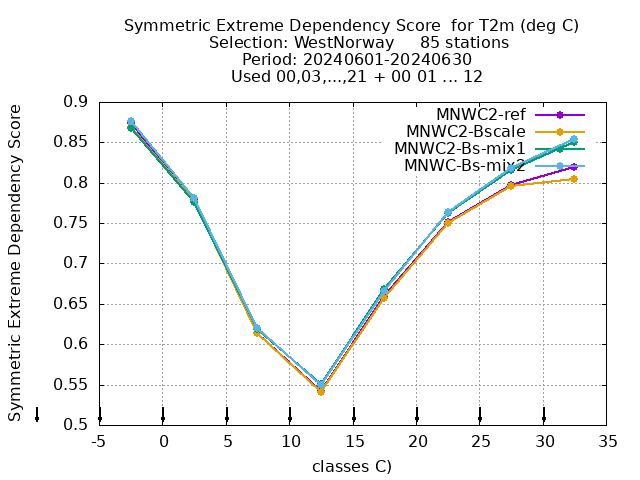 Symmetric Extreme Dependency Score  for T2m (deg C)
Selection: WestNorway     85 stations
Period: 20240601-20240630
Used 00,03,...,21 + 00 01 ... 12
Symmetric Extreme Dependency Score
0.9
0.85
0.8
0.75
0.7
0.65
0.6
0.55
0.5
MNWC2-ref
MNWC2-Bscale
MNWC2-Bs-mix1
MNWC-Bs-mix2
-5 0 5 10 15 20 25 30 35
classes C)